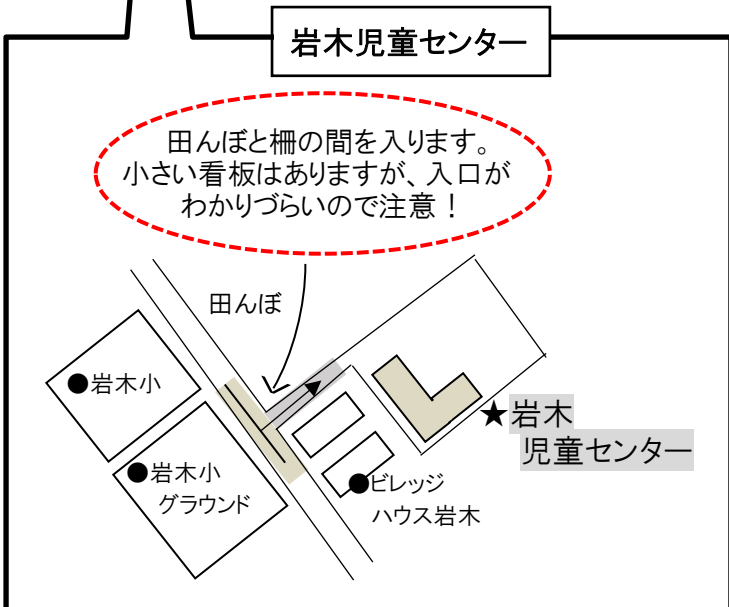 岩木児童センター
田んぼと柵の間を入ります。
小さい看板はありますが、入口が
わかりづらいので注意！
田んぼ
●岩木小
★岩木
児童センター
●岩木小
グラウンド
●ビレッジ
ハウス岩木